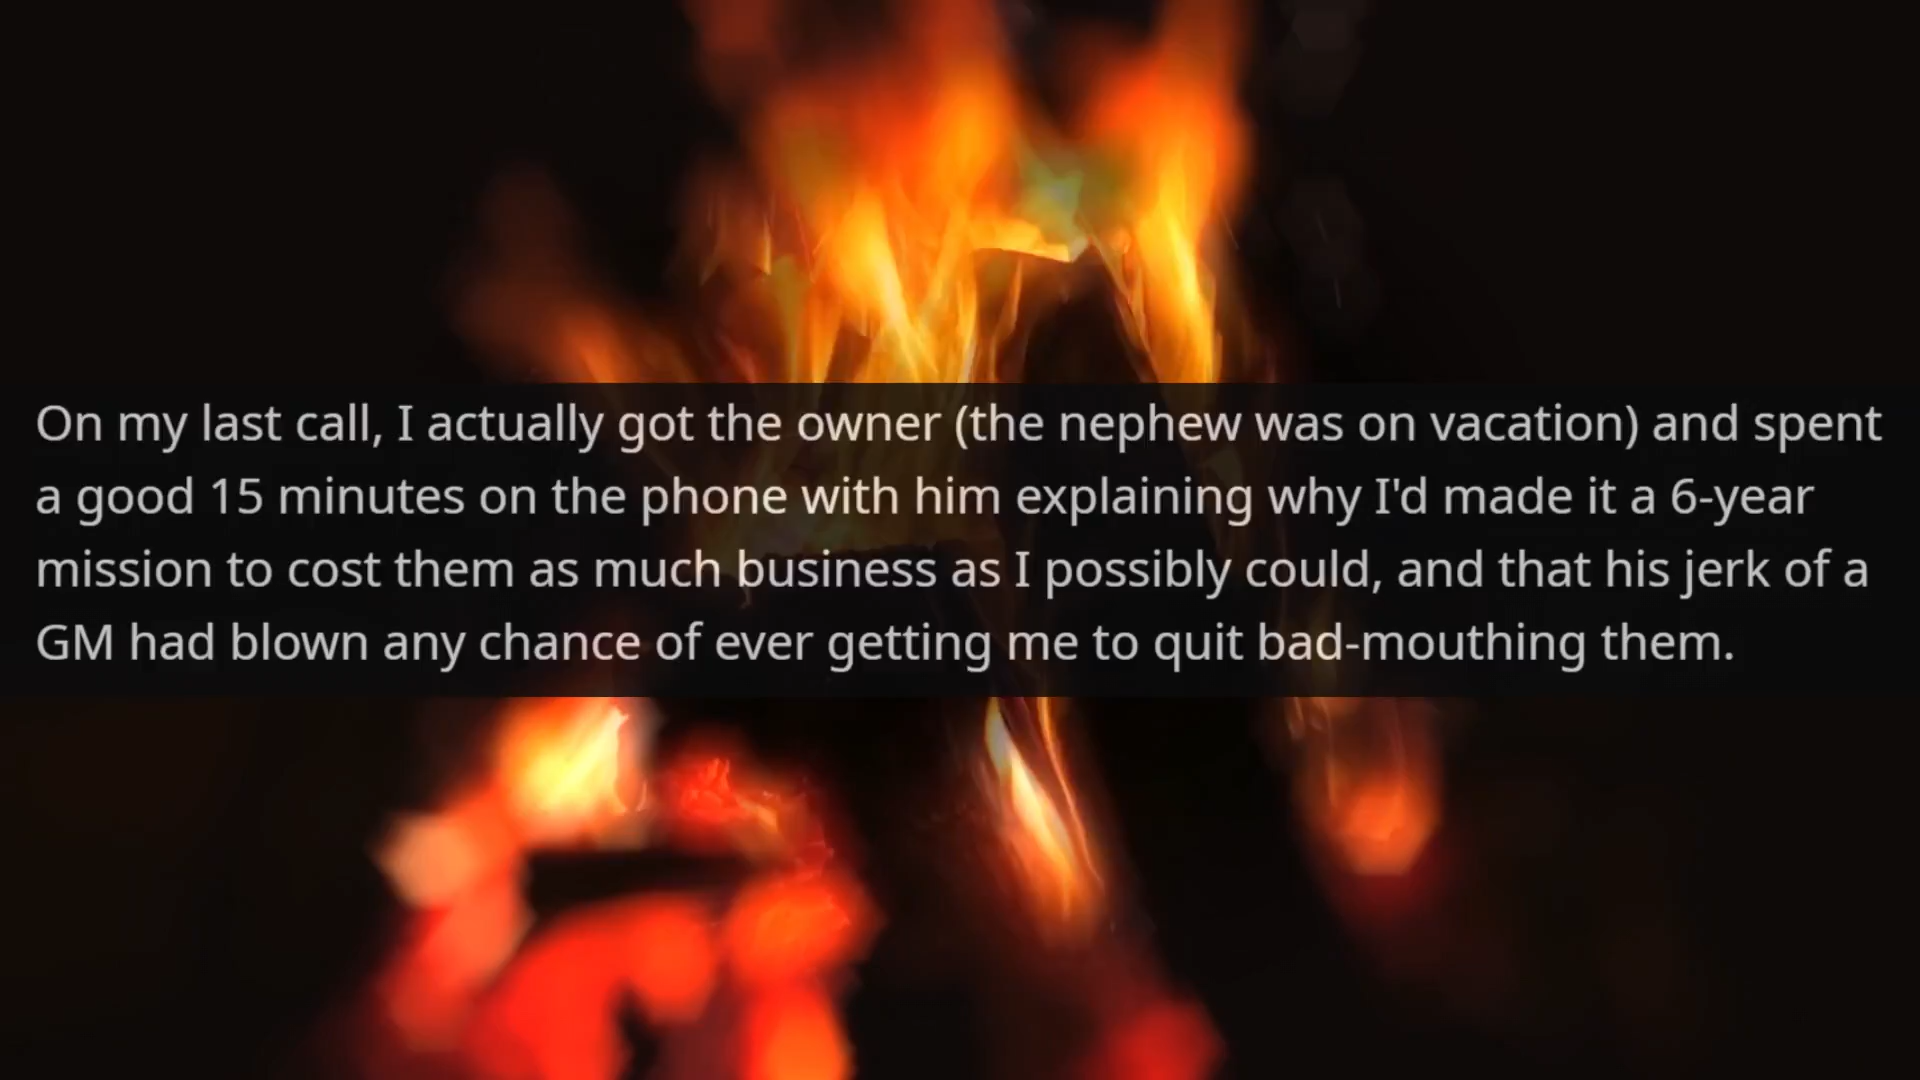 On my last call, I actually got the owner (the nephew was on vacation) and spent
a good 15 minutes on the phone with him explaining why I'd made it a 6-year
mission to cost them as much business as I possibly could, and that his jerk of a
GM had blown any chance of ever getting me to quit bad-mouthing them.